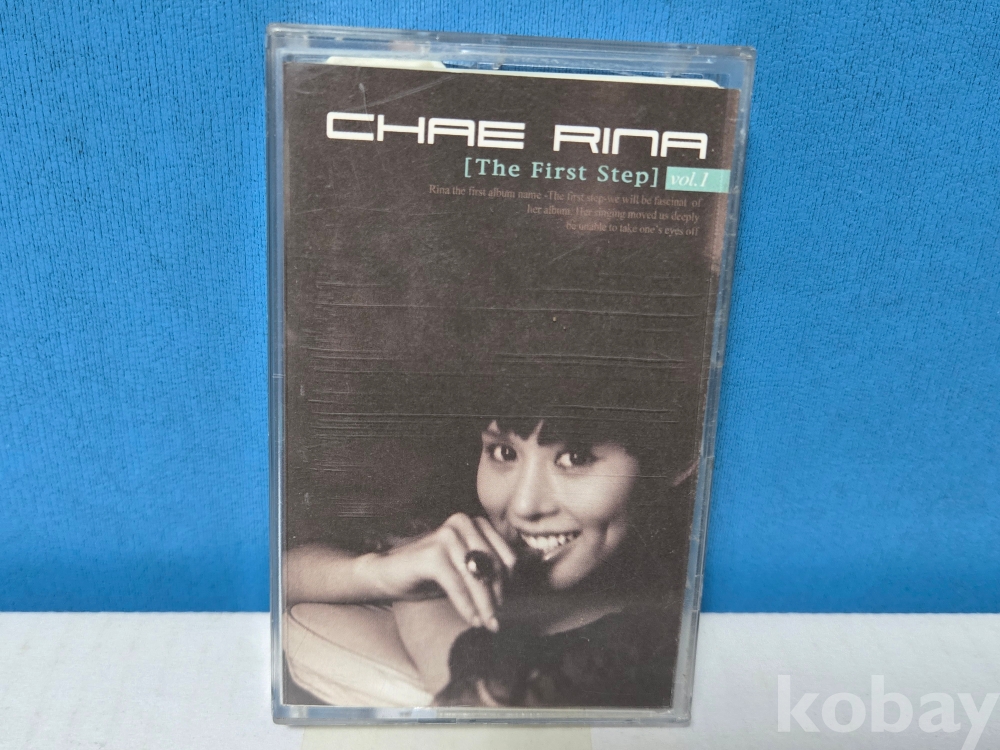 CHAE RINA
[The First Step] vol.1
Rina the first album name -The first step- we will be fascinat of
her album. Her ringing moved us deeply
be unable to take one's eyes off
kobay